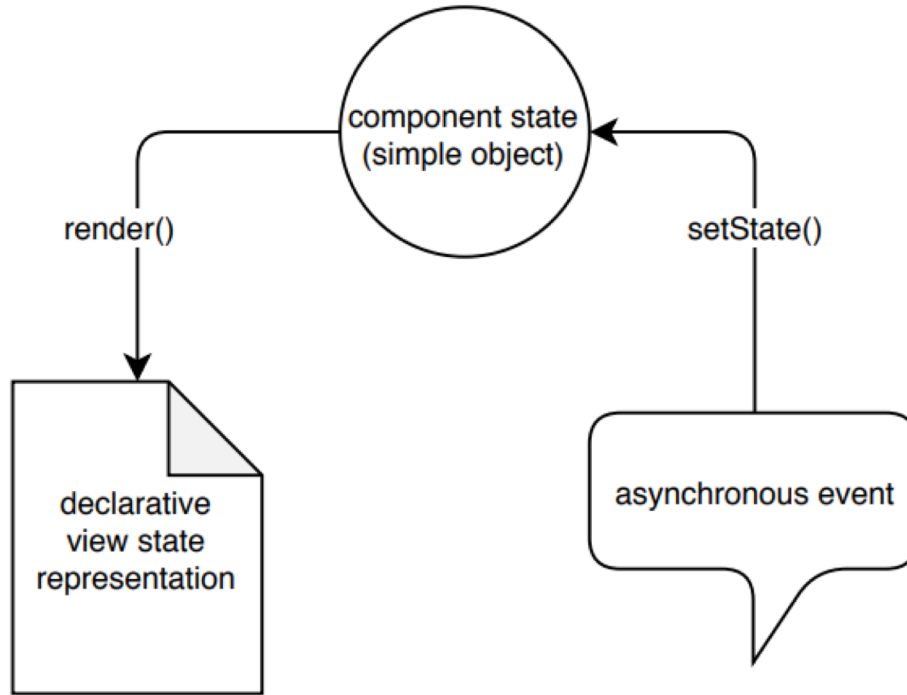 component state
(simple object)
render()
setState()
declarative
view state
representation
asynchronous event